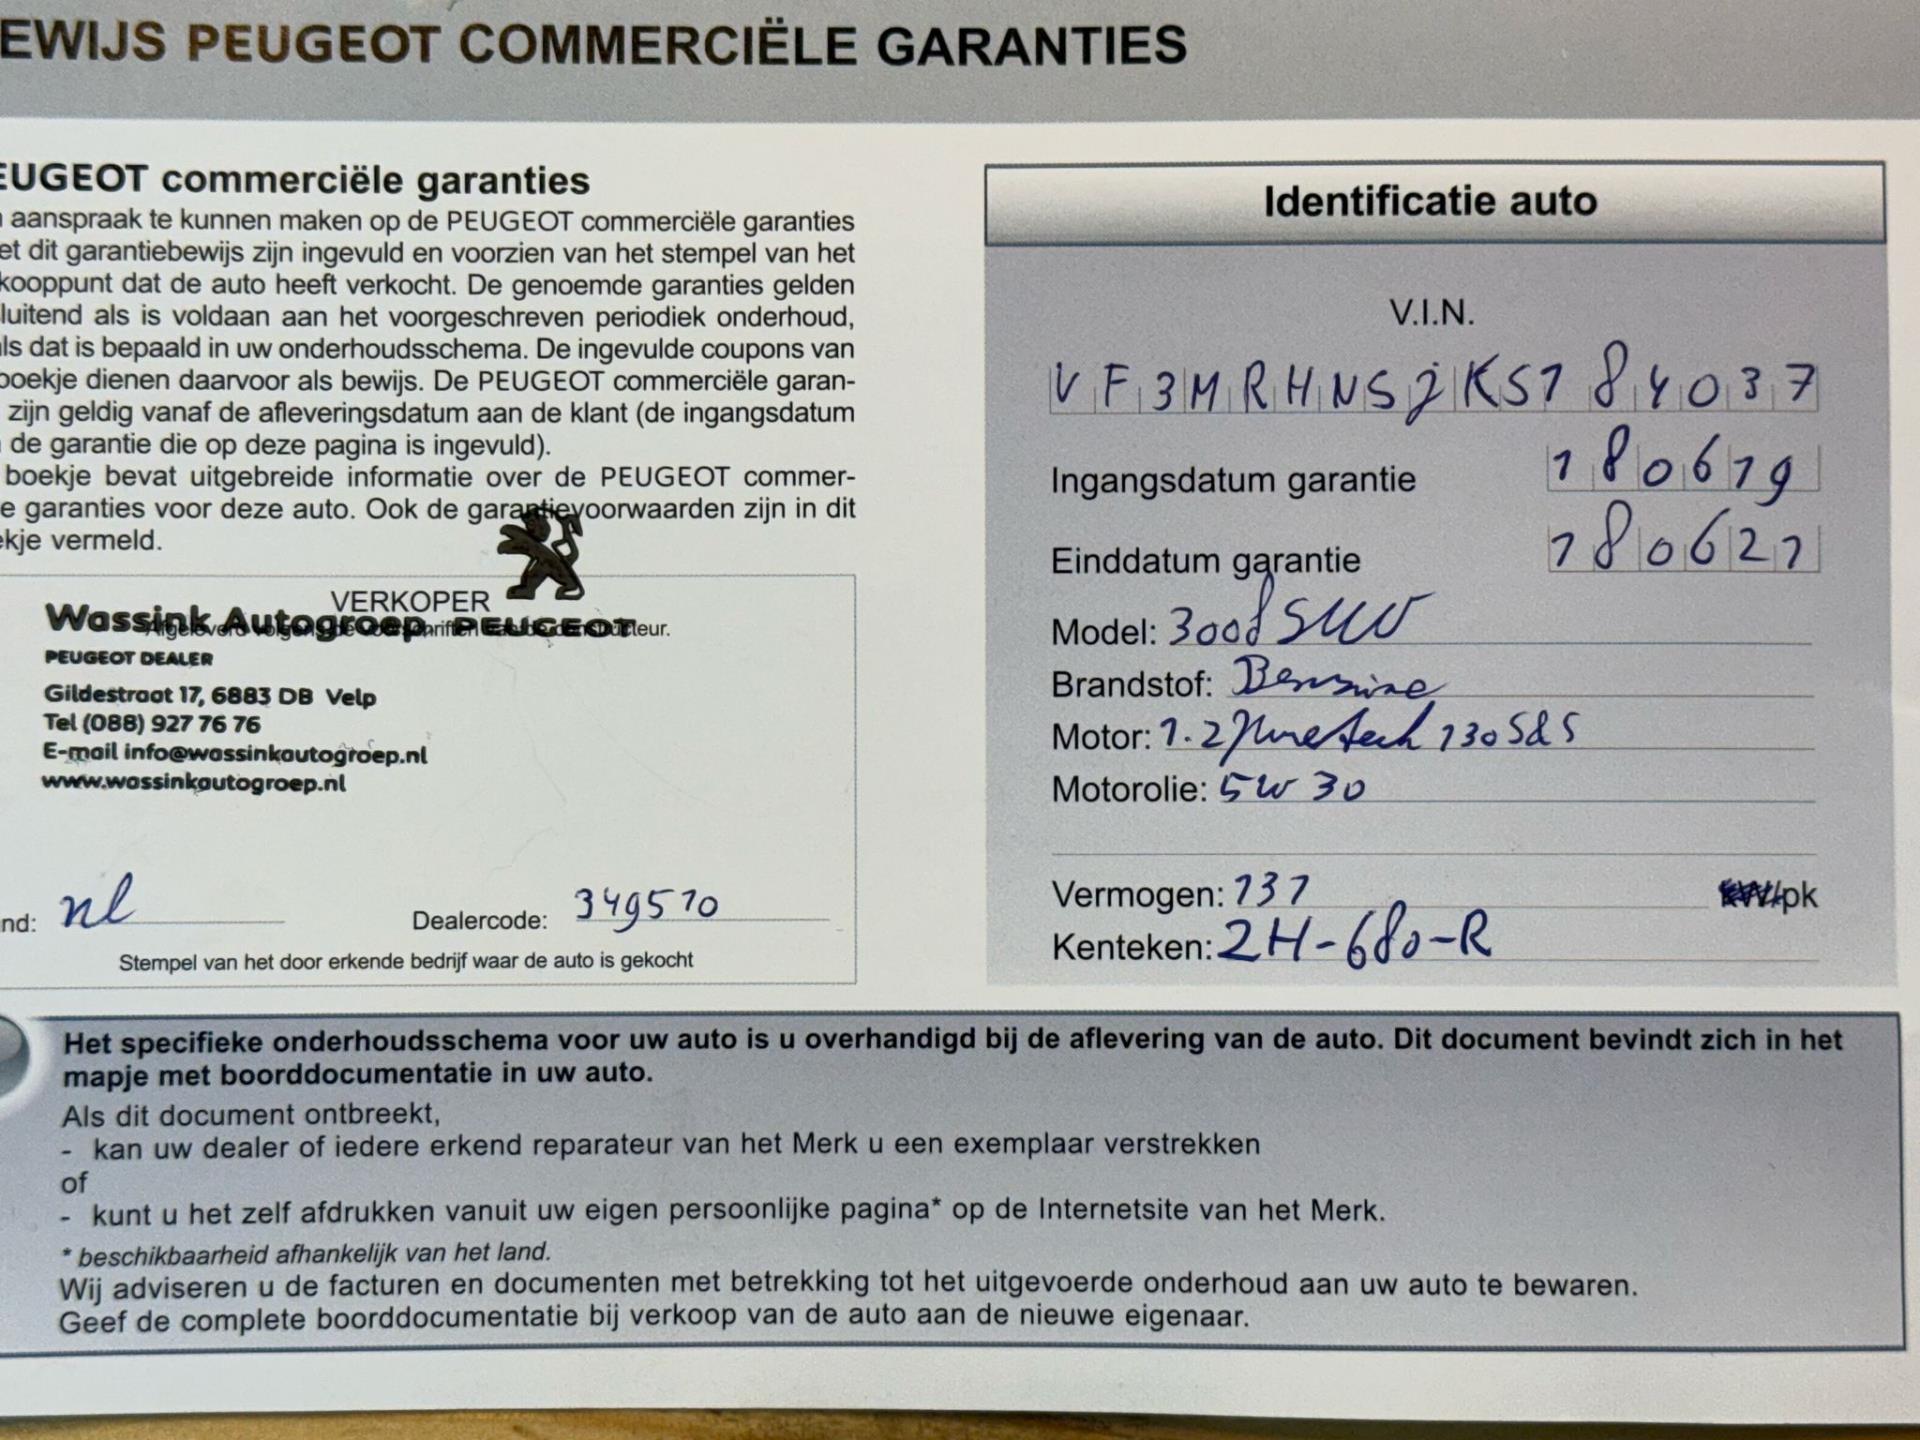 EWIJS PEUGEOT COMMERCIËLE GARANTIES
EUGEOT commerciële garanties
aanspraak te kunnen maken op de PEUGEOT commerciële garanties
et dit garantiebewijs zijn ingevuld en voorzien van het stempel van het
kooppunt dat de auto heeft verkocht. De genoemde garanties gelden
luitend als is voldaan aan het voorgeschreven periodiek onderhoud,
ls dat is bepaald in uw onderhoudsschema. De ingevulde coupons van
boekje dienen daarvoor als bewijs. De PEUGEOT commerciële garan-
zijn geldig vanaf de afleveringsdatum aan de klant (de ingangsdatum
de garantie die op deze pagina is ingevuld).
boekje bevat uitgebreide informatie over de PEUGEOT commer-
e garanties voor deze auto. Ook de garantievoorwaarden zijn in dit
ekje vermeld.
VERKOPER
Wassink Autogroep PEUGEOT
PEUGEOT DEALER
Gildestraat 17, 6883 DB Velp
Tel (088) 927 76 76
E-mail info@wassinkautogroep.nl
www.wassinkautogroep.nl
nd: nl Dealercode: 349510
Stempel van het door erkende bedrijf waar de auto is gekocht
Identificatie auto
V.I.N.
VF3MRHNSJKS184037
Ingangsdatum garantie 180619
Einddatum garantie 180621
Model: 3008 SUV
Brandstof: Benzine
Motor: 1.2 Puretech 130 S&S
Motorolie: 5W30
Vermogen: 131 kW/pk
Kenteken: ZH-680-R
Het specifieke onderhoudsschema voor uw auto is u overhandigd bij de aflevering van de auto. Dit document bevindt zich in het
mapje met boorddocumentatie in uw auto.
Als dit document ontbreekt,
- kan uw dealer of iedere erkend reparateur van het Merk u een exemplaar verstrekken
of
- kunt u het zelf afdrukken vanuit uw eigen persoonlijke pagina* op de Internetsite van het Merk.
* beschikbaarheid afhankelijk van het land.
Wij adviseren u de facturen en documenten met betrekking tot het uitgevoerde onderhoud aan uw auto te bewaren.
Geef de complete boorddocumentatie bij verkoop van de auto aan de nieuwe eigenaar.